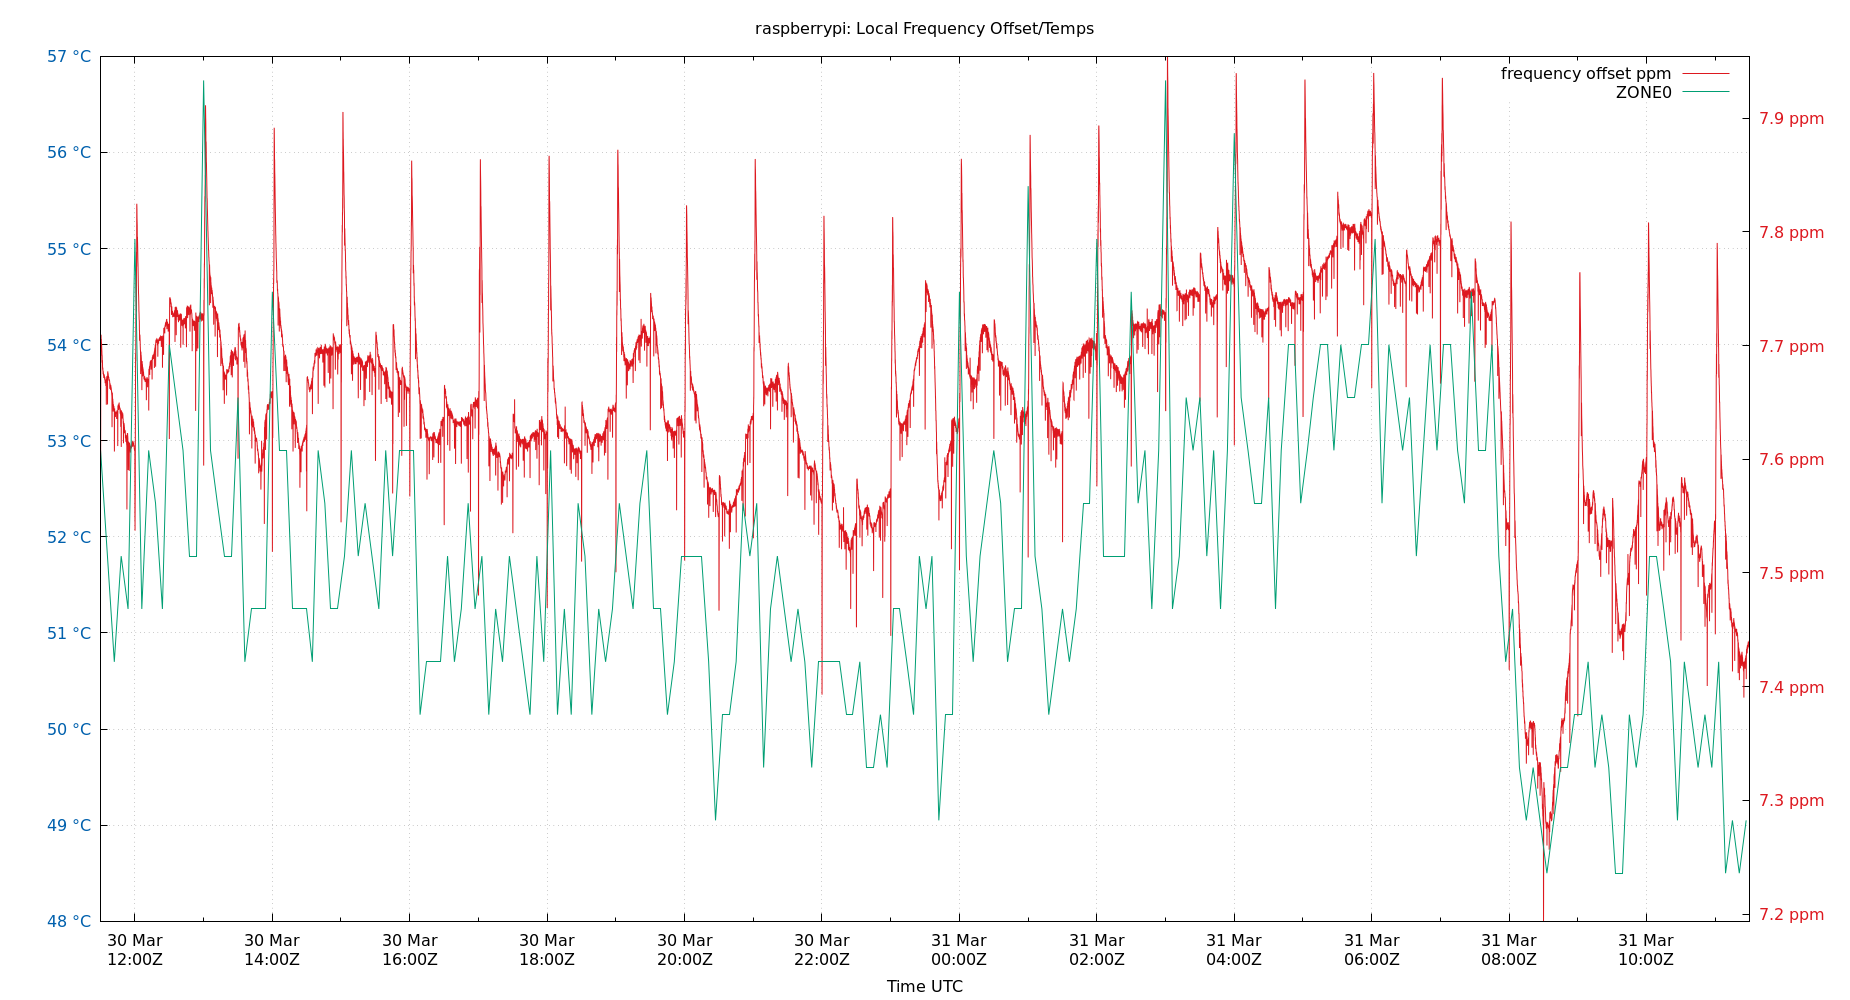 raspberrypi: Local Frequency Offset/Temps
frequency offset ppm
ZONE0
57 °C
56 °C
55 °C
54 °C
53 °C
52 °C
51 °C
50 °C
49 °C
48 °C
7.9 ppm
7.8 ppm
7.7 ppm
7.6 ppm
7.5 ppm
7.4 ppm
7.3 ppm
7.2 ppm
30 Mar
12:00Z
30 Mar
14:00Z
30 Mar
16:00Z
30 Mar
18:00Z
30 Mar
20:00Z
30 Mar
22:00Z
31 Mar
00:00Z
31 Mar
02:00Z
31 Mar
04:00Z
31 Mar
06:00Z
31 Mar
08:00Z
31 Mar
10:00Z
Time UTC